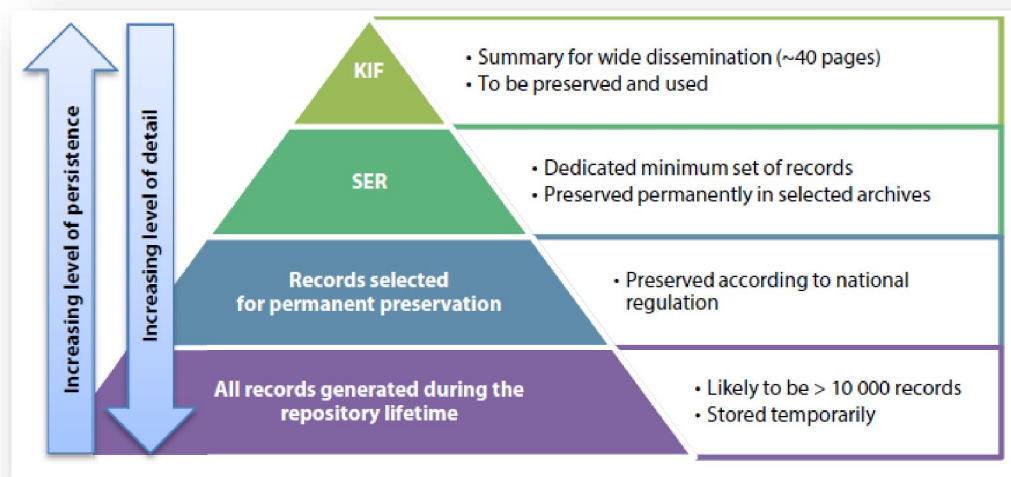 Increasing level of persistence
Increasing level of detail
KIF
• Summary for wide dissemination (~40 pages)
• To be preserved and used
SER
• Dedicated minimum set of records
• Preserved permanently in selected archives
Records selected
for permanent preservation
• Preserved according to national
regulation
All records generated during the
repository lifetime
• Likely to be > 10 000 records
• Stored temporarily